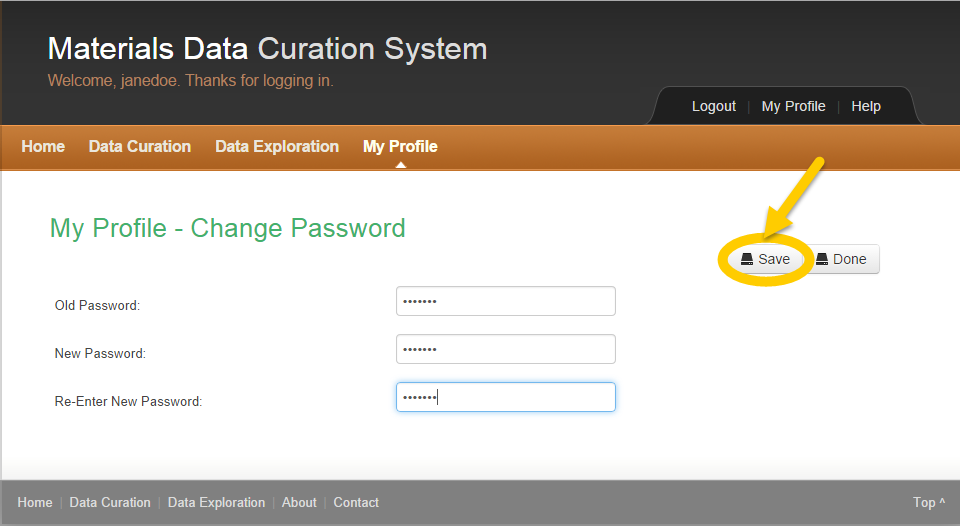 Materials Data Curation System
Welcome, janedoe. Thanks for logging in.
Logout | My Profile | Help
Home Data Curation Data Exploration My Profile
My Profile - Change Password
Save Done
Old Password: •••••••
New Password: •••••••
Re-Enter New Password: •••••••
Home | Data Curation | Data Exploration | About | Contact Top ^